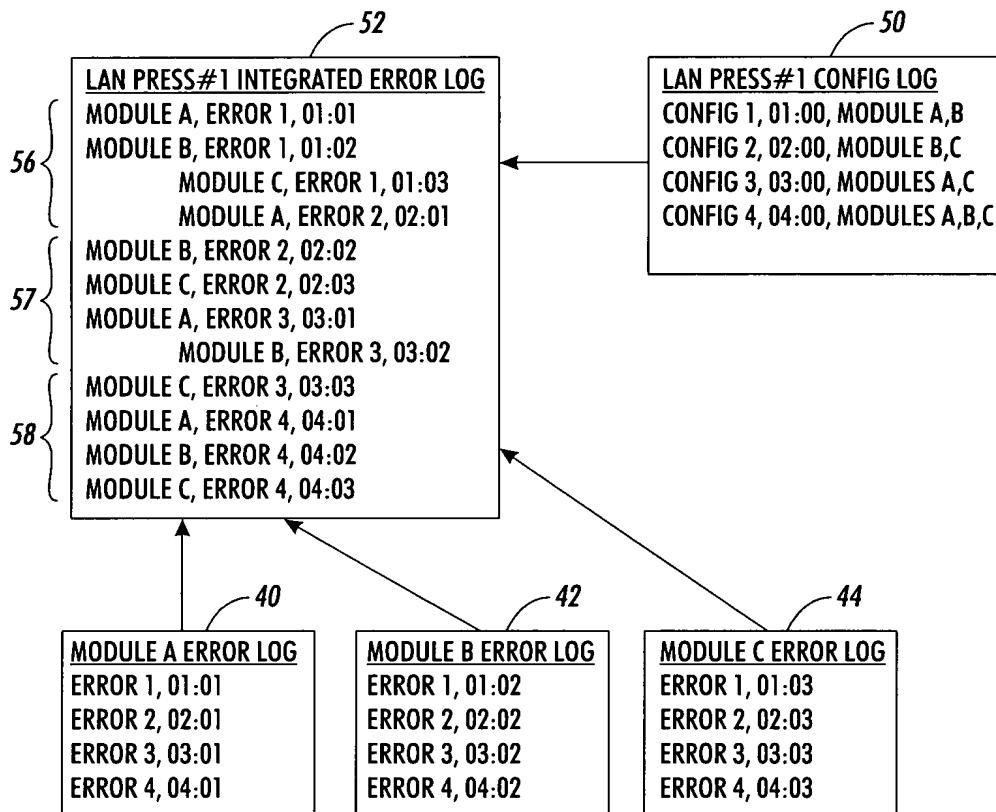 52
LAN PRESS#1 INTEGRATED ERROR LOG
MODULE A, ERROR 1, 01:01
MODULE B, ERROR 1, 01:02
MODULE C, ERROR 1, 01:03
MODULE A, ERROR 2, 02:01
MODULE B, ERROR 2, 02:02
MODULE C, ERROR 2, 02:03
MODULE A, ERROR 3, 03:01
MODULE B, ERROR 3, 03:02
MODULE C, ERROR 3, 03:03
MODULE A, ERROR 4, 04:01
MODULE B, ERROR 4, 04:02
MODULE C, ERROR 4, 04:03
56
57
58
50
LAN PRESS#1 CONFIG LOG
CONFIG 1, 01:00, MODULE A,B
CONFIG 2, 02:00, MODULE B,C
CONFIG 3, 03:00, MODULES A,C
CONFIG 4, 04:00, MODULES A,B,C
40
MODULE A ERROR LOG
ERROR 1, 01:01
ERROR 2, 02:01
ERROR 3, 03:01
ERROR 4, 04:01
42
MODULE B ERROR LOG
ERROR 1, 01:02
ERROR 2, 02:02
ERROR 3, 03:02
ERROR 4, 04:02
44
MODULE C ERROR LOG
ERROR 1, 01:03
ERROR 2, 02:03
ERROR 3, 03:03
ERROR 4, 04:03